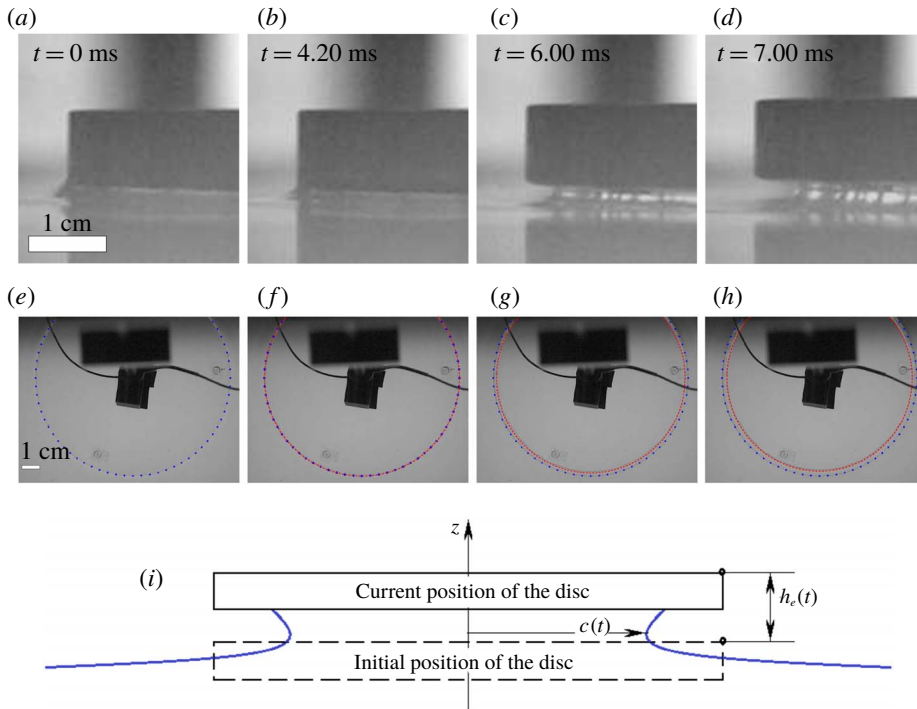 (a)
(b)
(c)
(d)
t = 0 ms
t = 4.20 ms
t = 6.00 ms
t = 7.00 ms
1 cm
(e)
(f)
(g)
(h)
1 cm
z
(i)
Current position of the disc
h_e(t)
c(t)
Initial position of the disc